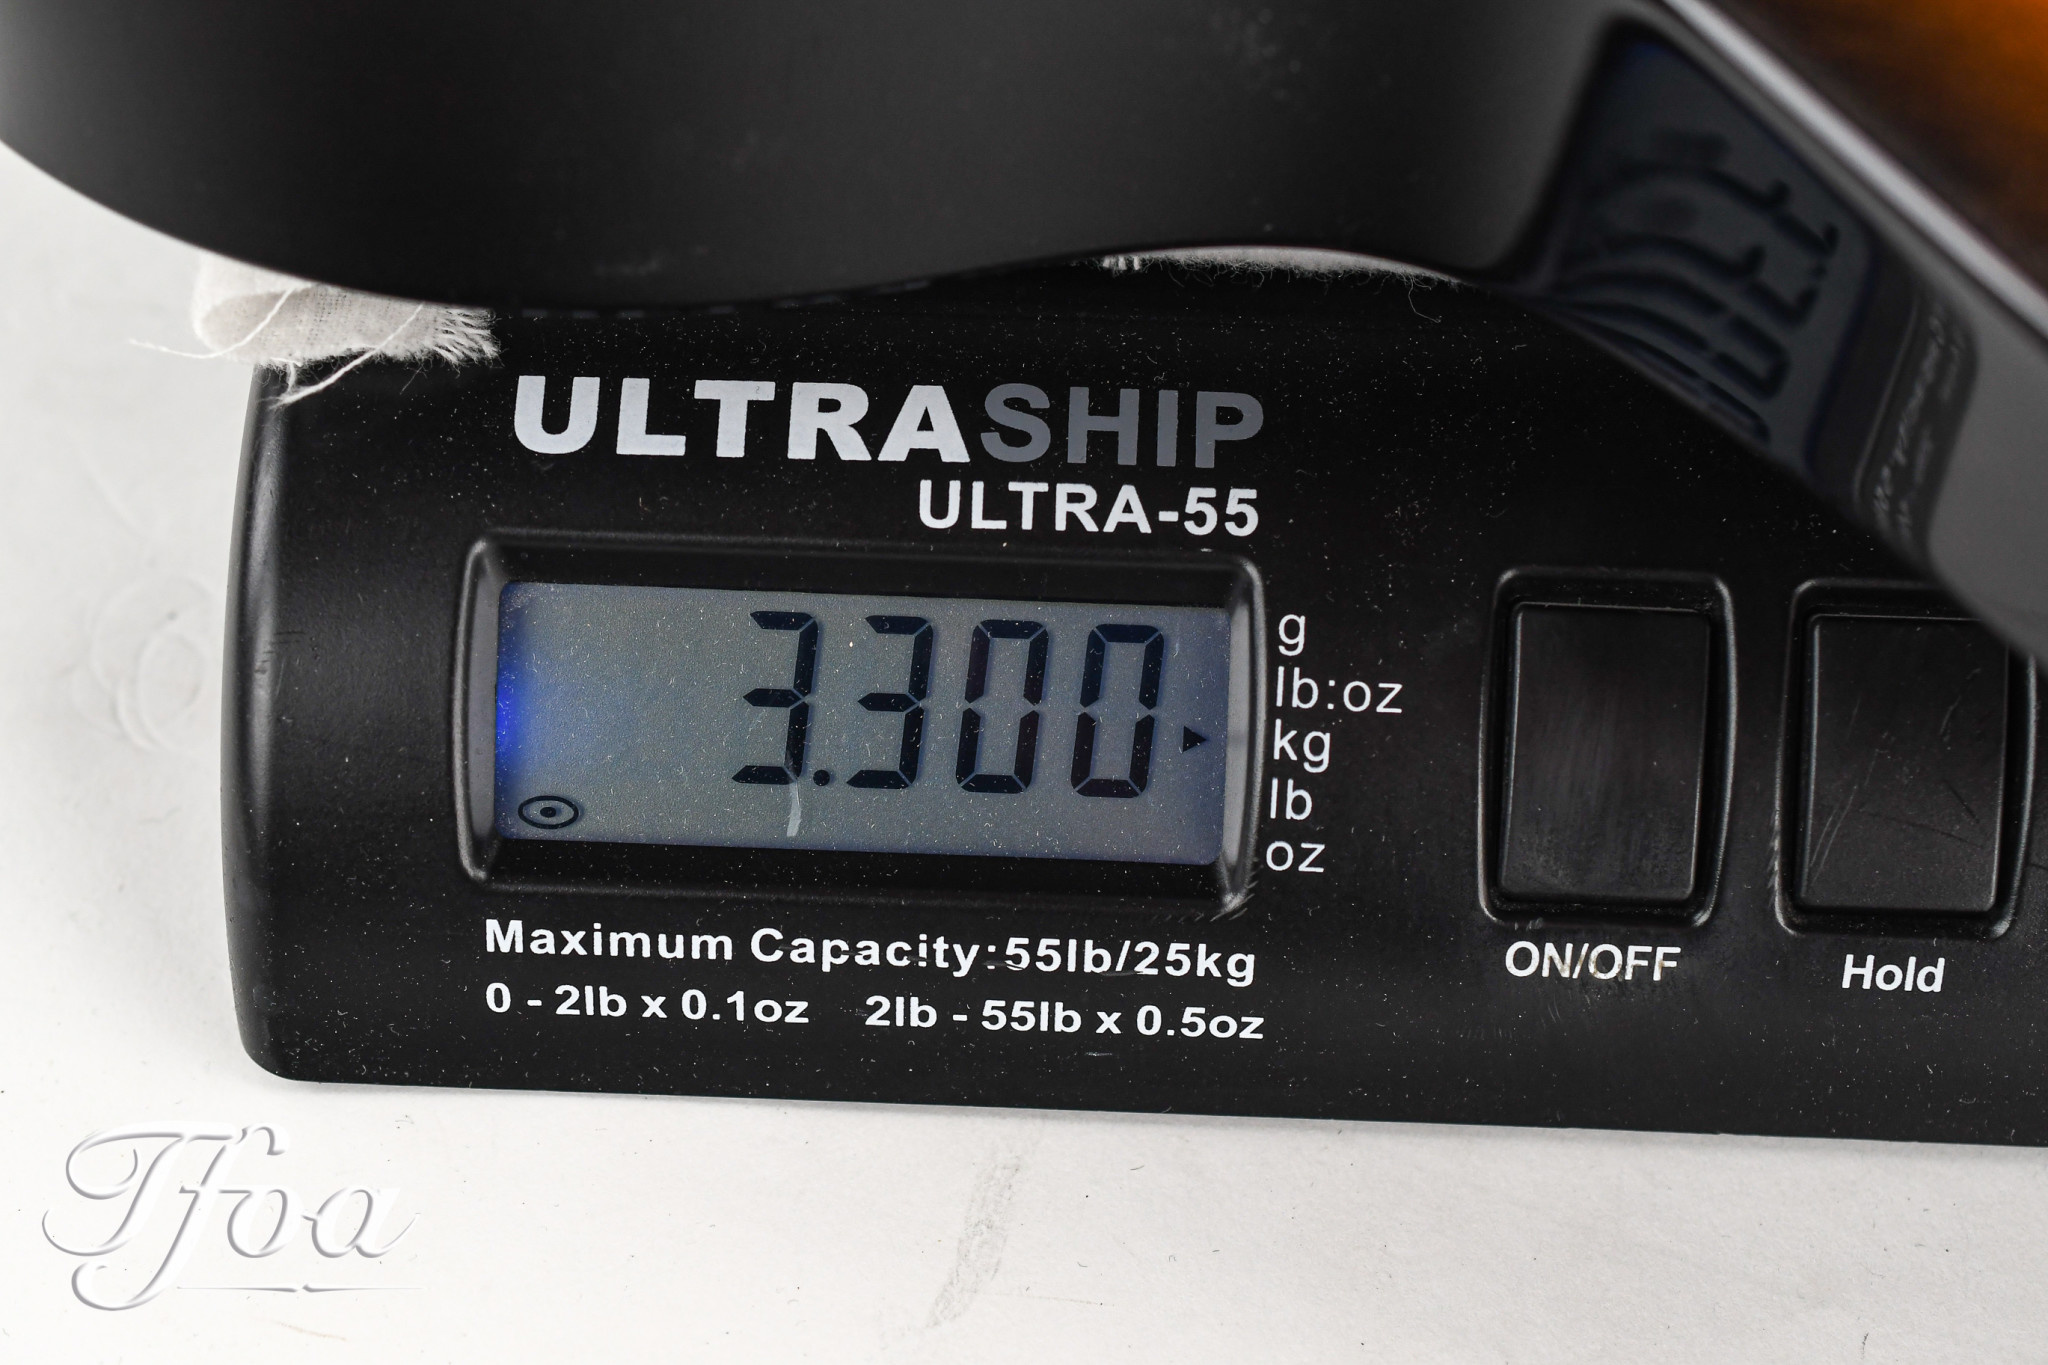 ULTRASHIP
ULTRA-55
3.300
g
lb:oz
kg
lb
oz
Maximum Capacity:55lb/25kg
0 - 2lb x 0.1oz 2lb - 55lb x 0.5oz
ON/OFF
Hold
Tfoa